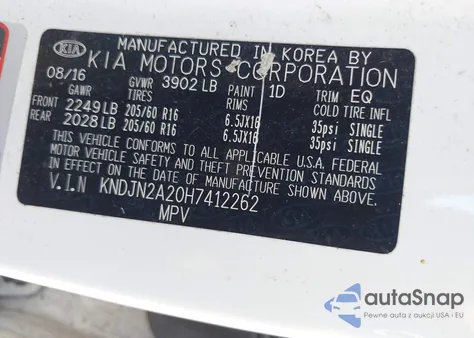 MANUFACTURED IN KOREA BY
KIA KIA MOTORS CORPORATION
08/16 GVWR 3902 LB PAINT 1D TRIM EQ
GAWR TIRES RIMS COLD TIRE INFL
FRONT 2249 LB 205/60 R16 6.5JX16 35psi SINGLE
REAR 2028 LB 205/60 R16 6.5JX16 35psi SINGLE
THIS VEHICLE CONFORMS TO ALL APPLICABLE U.S.A. FEDERAL
MOTOR VEHICLE SAFETY AND THEFT PREVENTION STANDARDS
IN EFFECT ON THE DATE OF MANUFACTURE SHOWN ABOVE.
V.I.N KNDJN2A20H7412262
MPV
autoSnap
Pewne auta z aukcji USA i EU